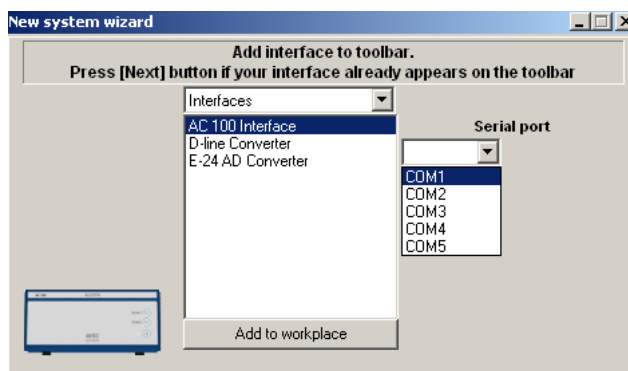 New system wizard
Add interface to toolbar.
Press [Next] button if your interface already appears on the toolbar
Interfaces
AC 100 Interface
D-line Converter
E-24 AD Converter
Serial port
COM1
COM2
COM3
COM4
COM5
Add to workplace